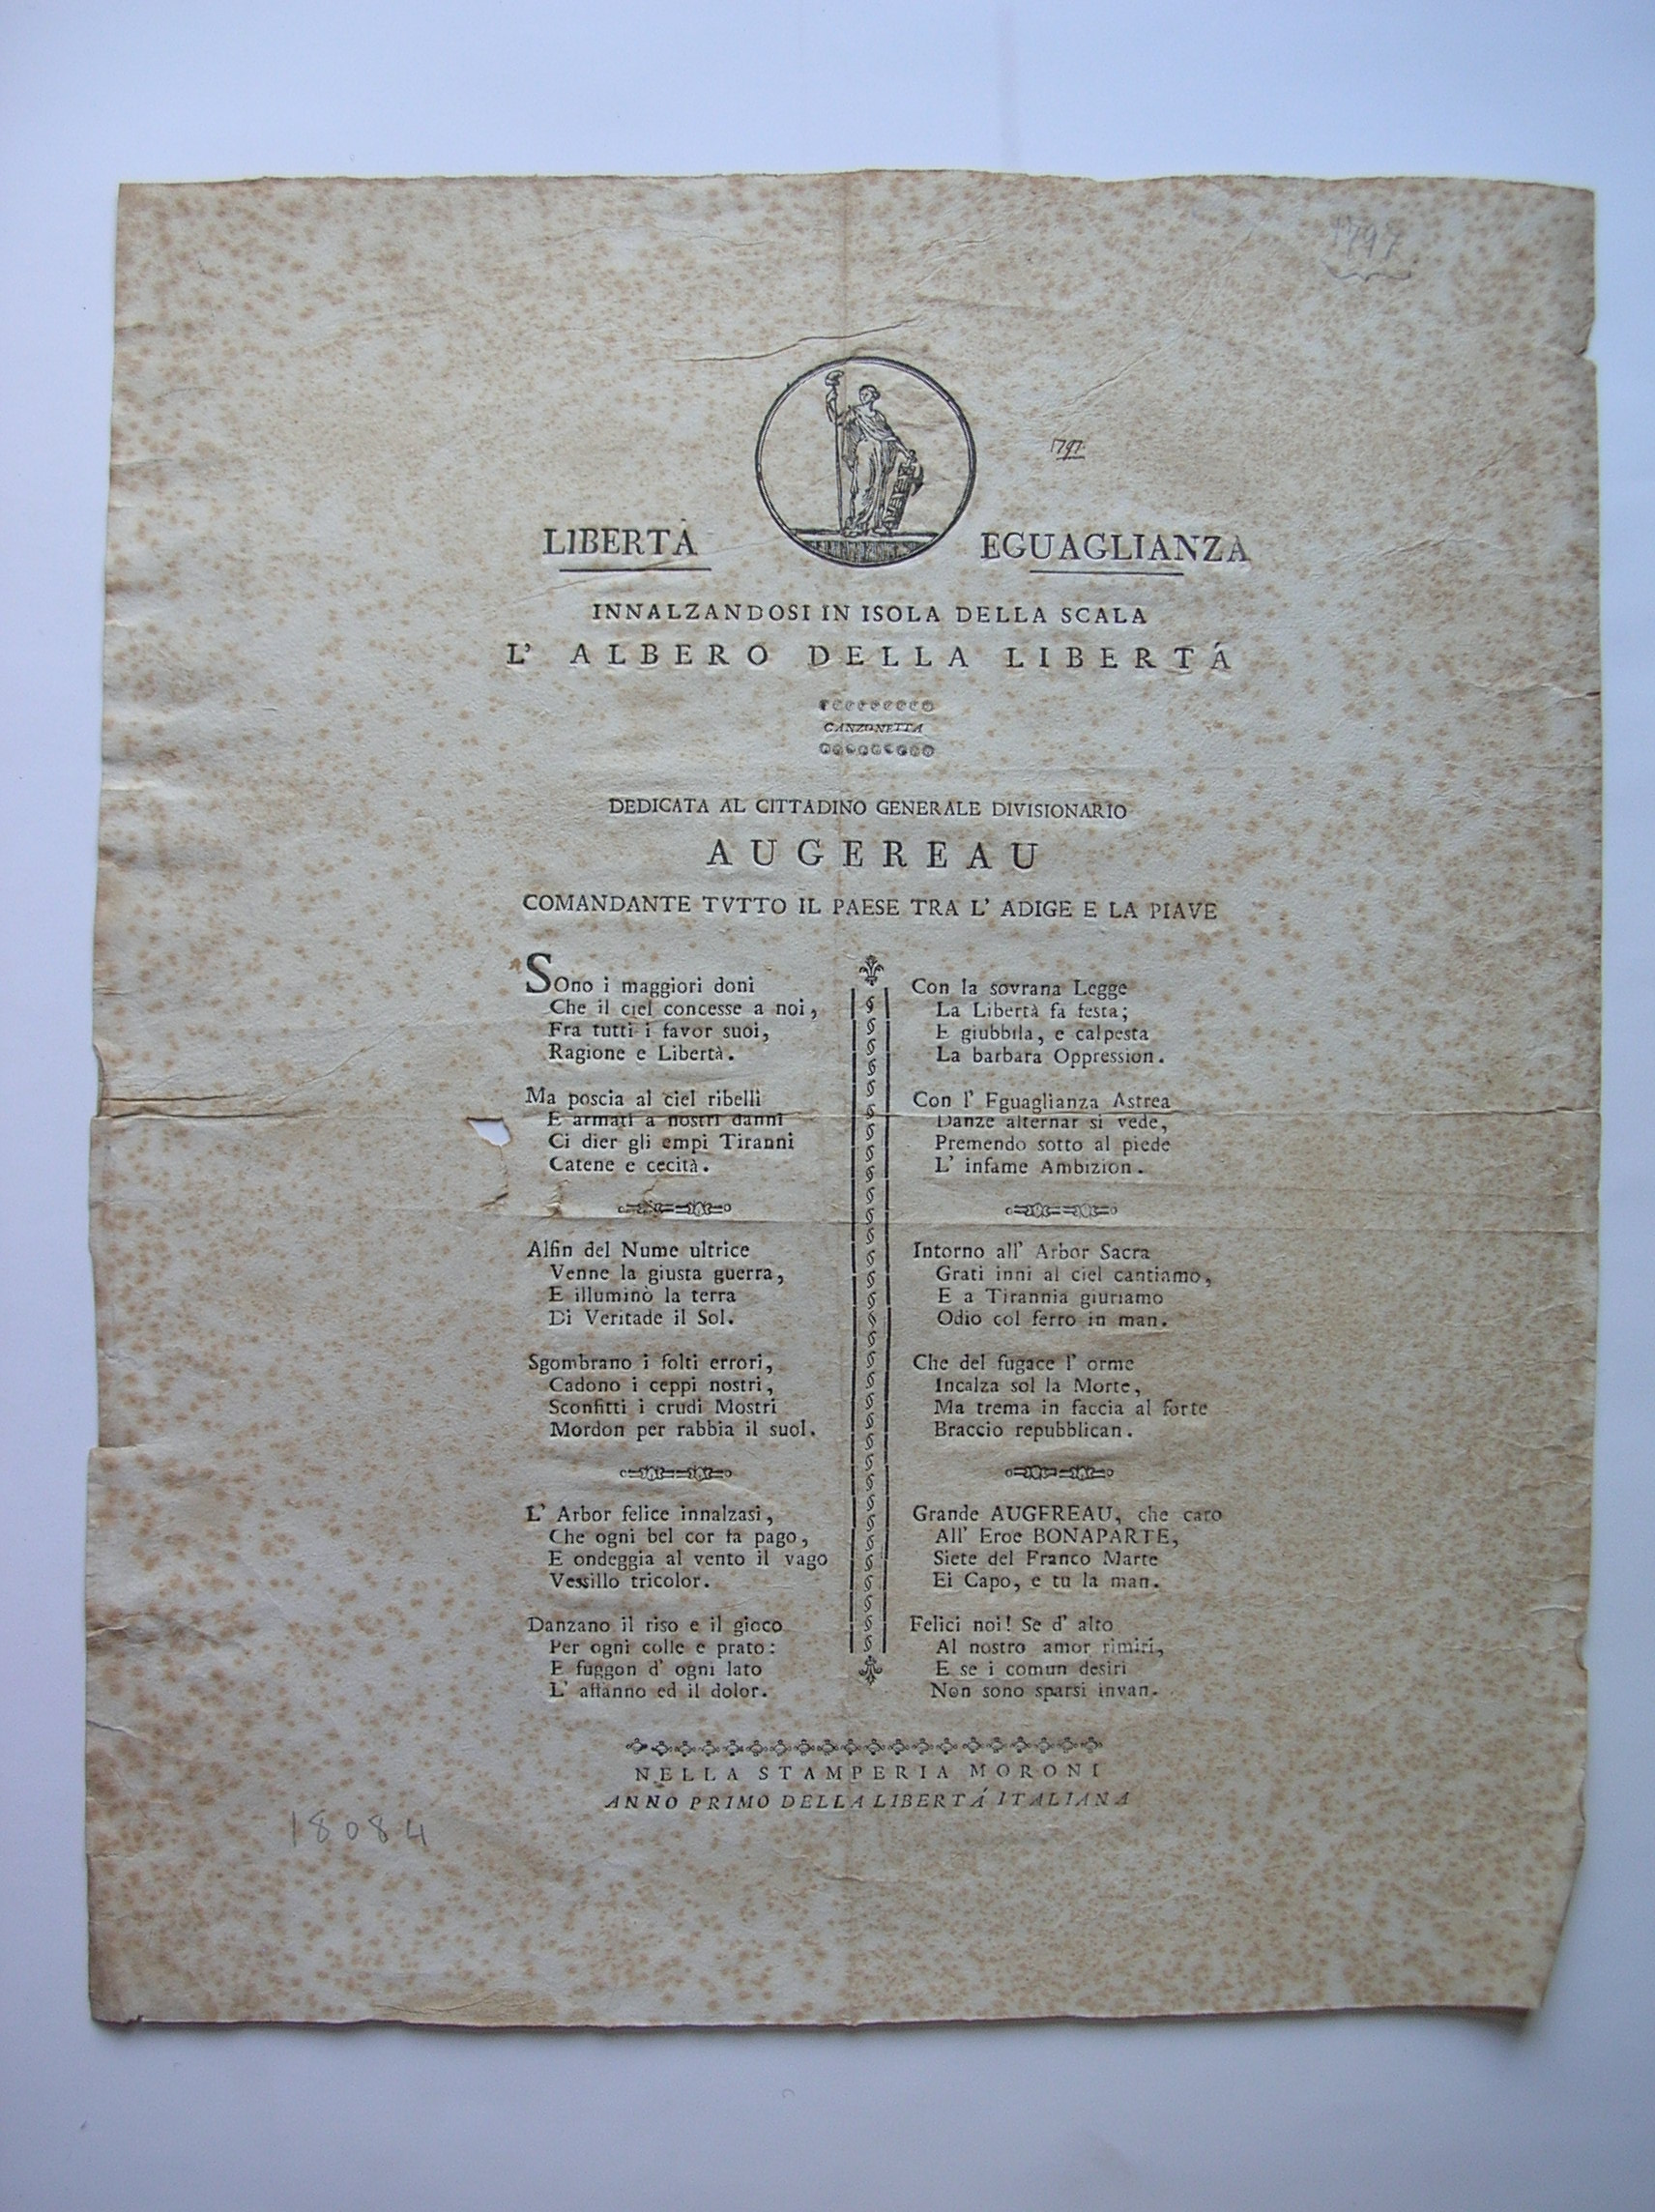 1797
1797
LIBERTÀ
EGUAGLIANZA
INNALZANDOSI IN ISOLA DELLA SCALA
L' ALBERO DELLA LIBERTÁ
CANZONETTA
DEDICATA AL CITTADINO GENERALE DIVISIONARIO
AUGEREAU
COMANDANTE TVTTO IL PAESE TRA L' ADIGE E LA PIAVE
SOno i maggiori doni
Che il ciel concesse a noi,
Fra tutti i favor suoi,
Ragione e Libertà.
Ma poscia al ciel ribelli
E armati a nostri danni
Ci dier gli empi Tiranni
Catene e cecità.
Alfin del Nume ultrice
Venne la giusta guerra,
E illuminò la terra
Di Veritade il Sol.
Sgombrano i folti errori,
Cadono i ceppi nostri,
Sconfitti i crudi Mostri
Mordon per rabbia il suol.
L' Arbor felice innalzasi,
Che ogni bel cor fa pago,
E ondeggia al vento il vago
Vessillo tricolor.
Danzano il riso e il gioco
Per ogni colle e prato:
E fuggon d' ogni lato
L' affanno ed il dolor.
Con la sovrana Legge
La Libertà fa festa;
E giubbila, e calpesta
La barbara Oppression.
Con l' Eguaglianza Astrea
Danze alternar si vede,
Premendo sotto al piede
L' infame Ambizion.
Intorno all' Arbor Sacra
Grati inni al ciel cantiamo,
E a Tirannia giuriamo
Odio col ferro in man.
Che del fugace l' orme
Incalza sol la Morte,
Ma trema in faccia al forte
Braccio repubblican.
Grande AUGEREAU, che caro
All' Eroe BONAPARTE,
Siete del Franco Marte
Ei Capo, e tu la man.
Felici noi! Se d' alto
Al nostro amor rimiri,
E se i comun desiri
Non sono sparsi invan.
NELLA STAMPERIA MORONI
ANNO PRIMO DELLA LIBERTÁ ITALIANA
18084